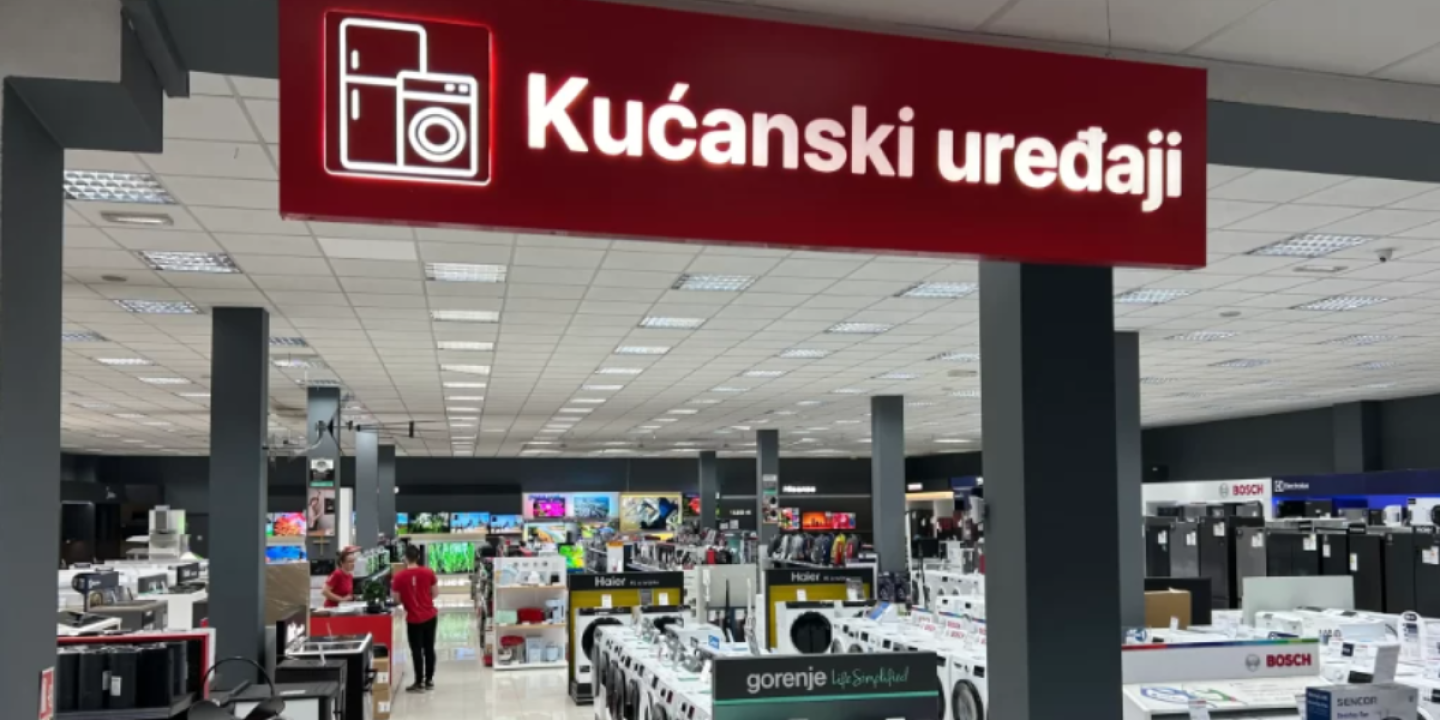 Kućanski uređaji
Hisense
BOSCH
Electrolux
Haier
Haier
gorenje Life Simplified
BOSCH
SENCOR